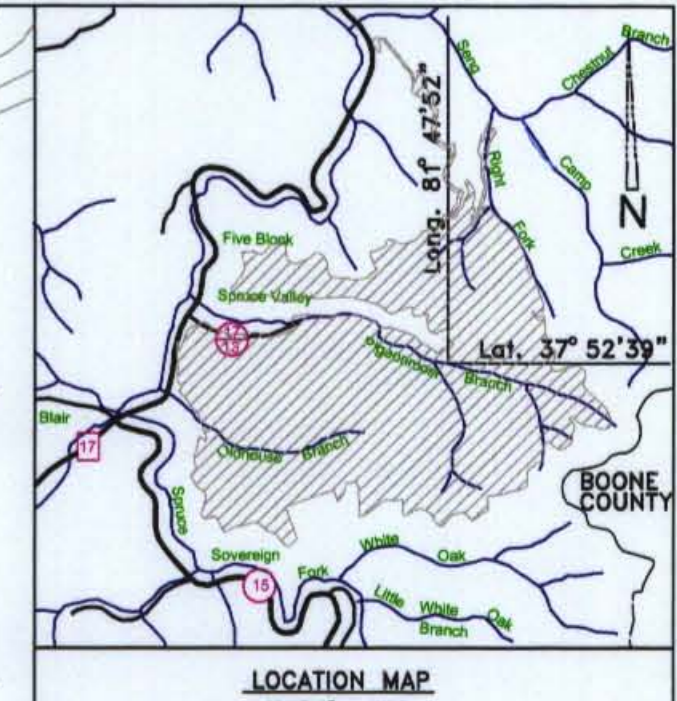 Seng
Chestnut
Branch
Long. 81° 47'52"
Right
Fork
Camp
Creek
N
Five Block
Spruce Valley
17
13
Pigeonroost
Branch
Lat. 37° 52'39"
Blair
17
Oldhouse Branch
BOONE
COUNTY
Spruce
Sovereign
Fork
15
White
Oak
Little
White
Oak
Branch
LOCATION MAP